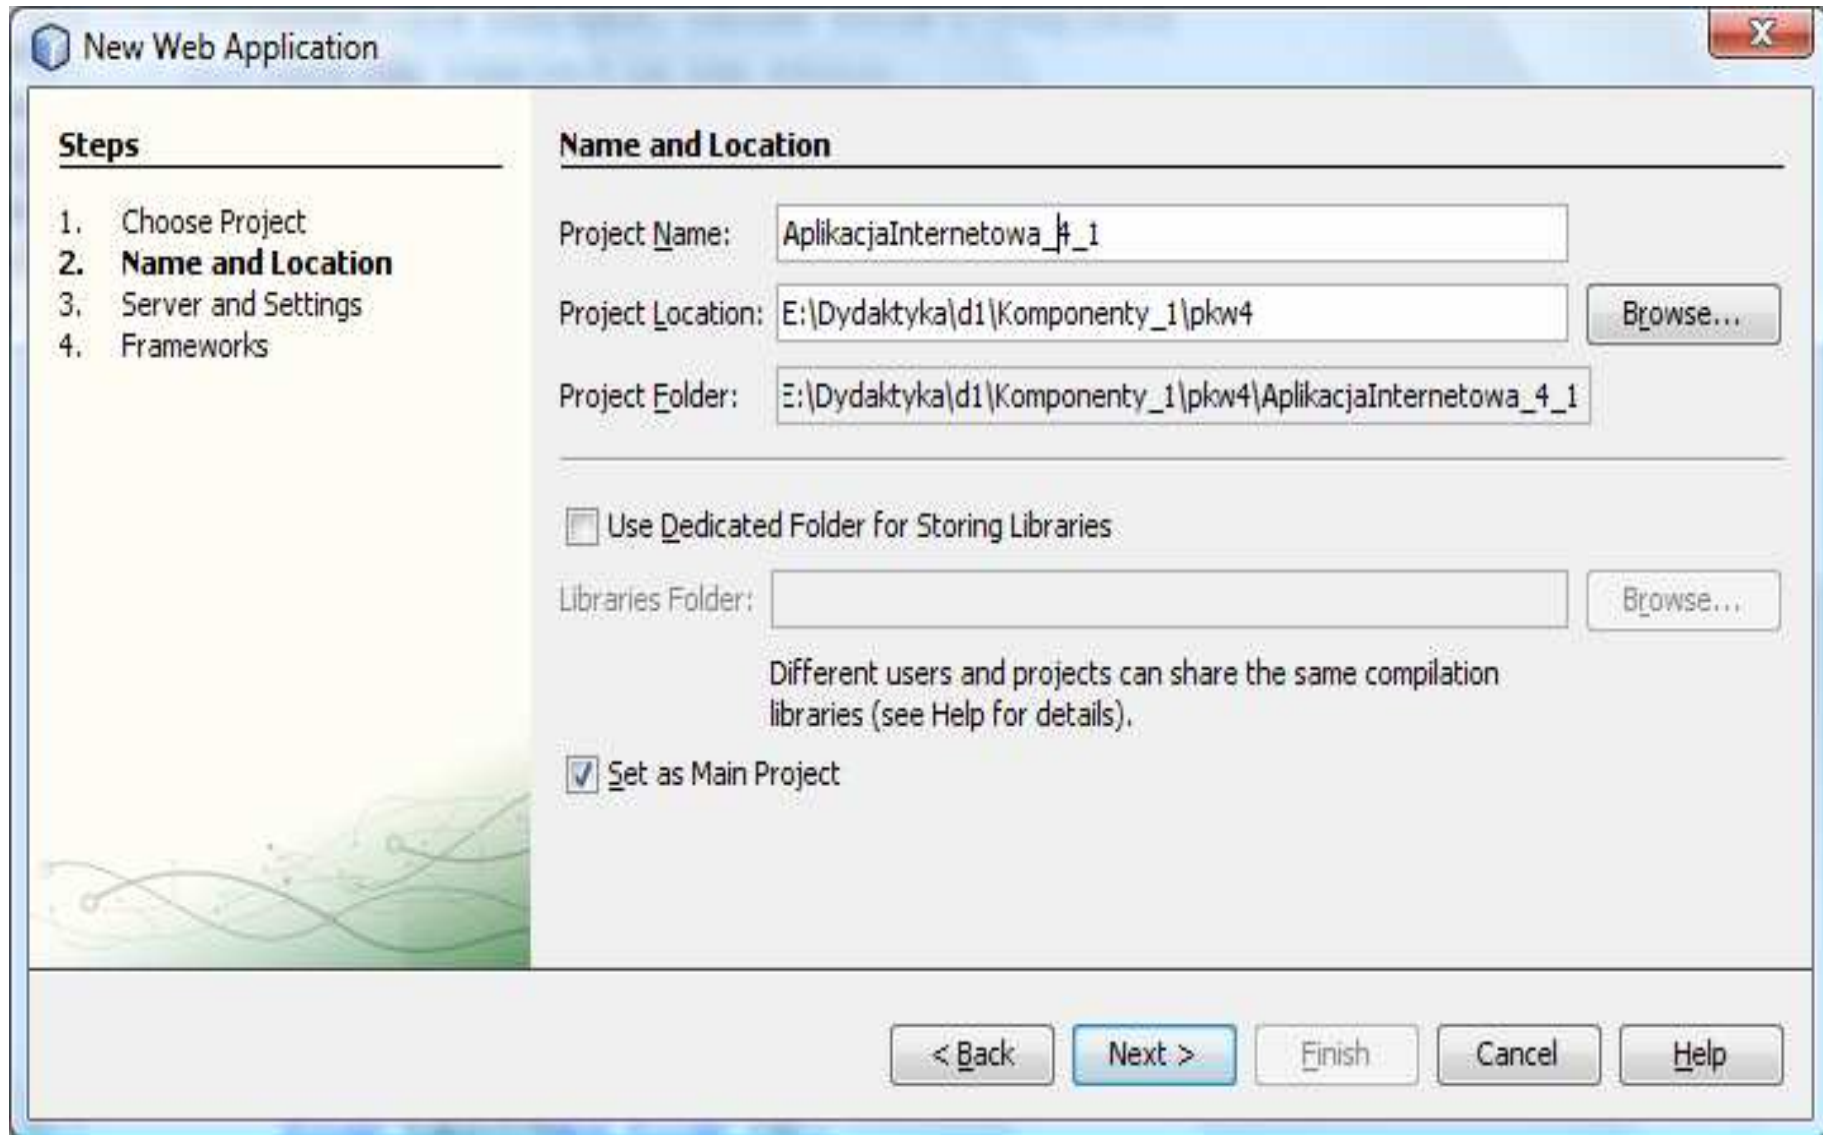 New Web Application
X
Steps
1. Choose Project
2. Name and Location
3. Server and Settings
4. Frameworks
Name and Location
Project Name: AplikacjaInternetowa_4_1
Project Location: E:\Dydaktyka\d1\Komponenty_1\pkw4 Browse...
Project Folder: E:\Dydaktyka\d1\Komponenty_1\pkw4\AplikacjaInternetowa_4_1
Use Dedicated Folder for Storing Libraries
Libraries Folder: Browse...
Different users and projects can share the same compilation
libraries (see Help for details).
Set as Main Project
< Back Next > Finish Cancel Help